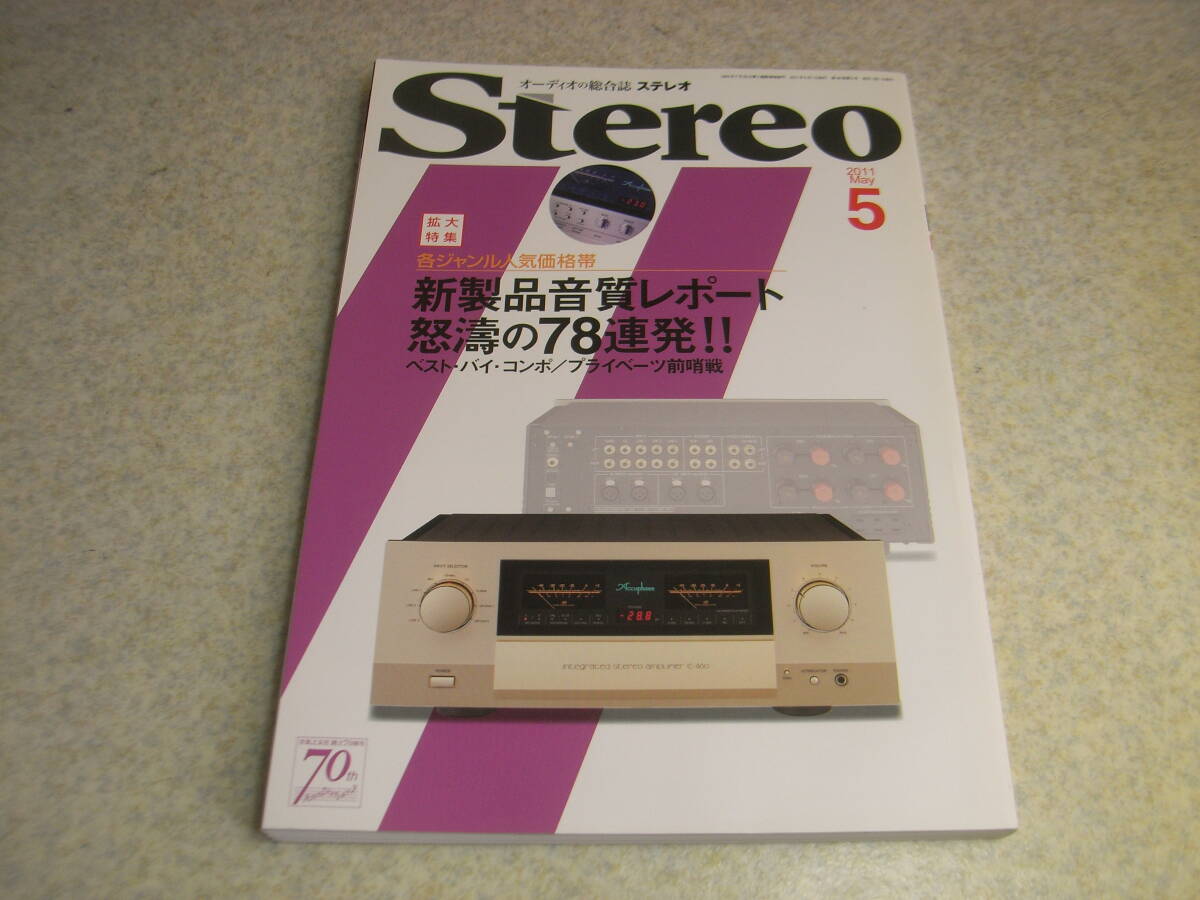 オーディオの総合誌 ステレオ
Stereo
2011
May
5
拡大
特集
各ジャンル人気価格帯
新製品音質レポート
怒濤の78連発!!
ベスト・バイ・コンポ／プライベーツ前哨戦
INPUT SELECTOR
Accuphase
-28.8
VOLUME
POWER
integrated stereo amplifier E-460
70th